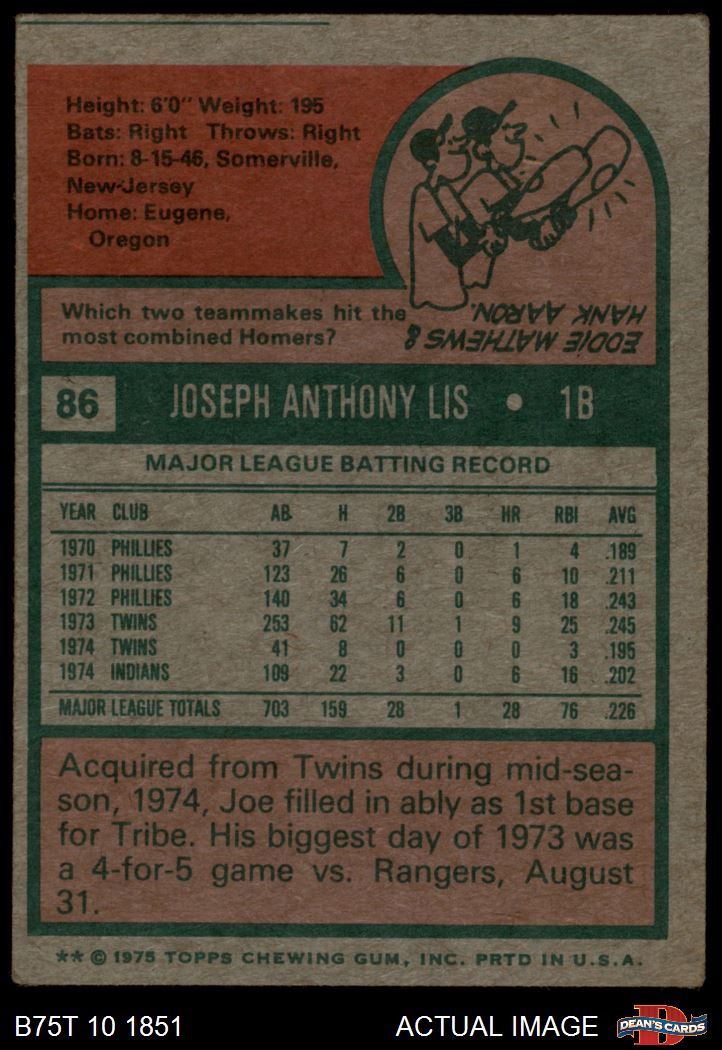 Height: 6'0" Weight: 195
Bats: Right Throws: Right
Born: 8-15-46, Somerville,
New Jersey
Home: Eugene,
Oregon
Which two teammakes hit the
most combined Homers?
EDDIE MATHEWS &
HANK AARON.
86 JOSEPH ANTHONY LIS • 1B
MAJOR LEAGUE BATTING RECORD
YEAR CLUB AB H 2B 3B HR RBI AVG
1970 PHILLIES 37 7 2 0 1 4 .189
1971 PHILLIES 123 26 6 0 6 10 .211
1972 PHILLIES 140 34 6 0 6 18 .243
1973 TWINS 253 62 11 1 9 25 .245
1974 TWINS 41 8 0 0 0 3 .195
1974 INDIANS 109 22 3 0 6 16 .202
MAJOR LEAGUE TOTALS 703 159 28 1 28 76 .226
Acquired from Twins during mid-sea-
son, 1974, Joe filled in ably as 1st base
for Tribe. His biggest day of 1973 was
a 4-for-5 game vs. Rangers, August
31.
** © 1975 TOPPS CHEWING GUM, INC. PRTD IN U.S.A.
B75T 10 1851 ACTUAL IMAGE D DEAN'S CARDS